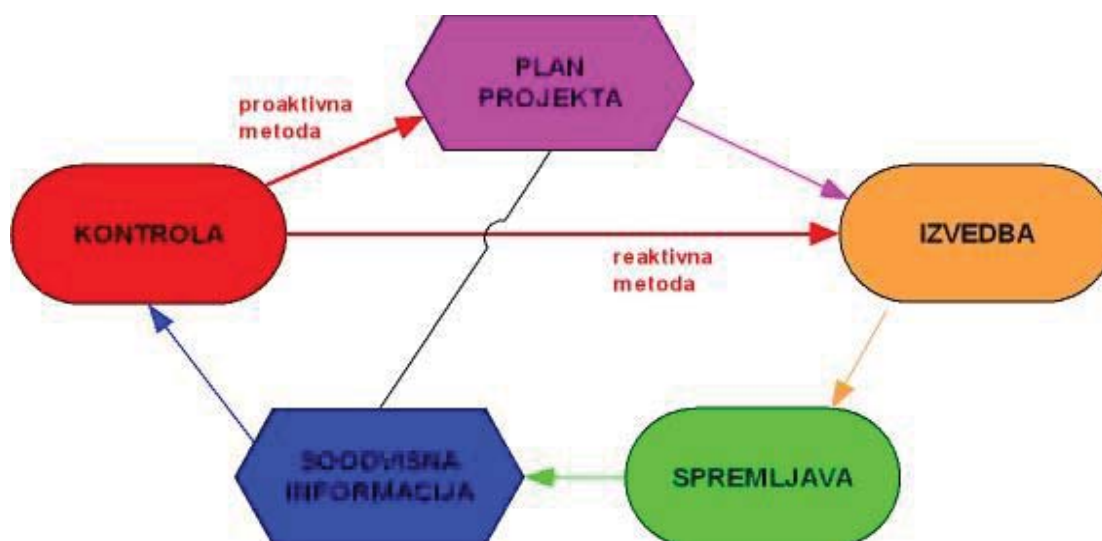 PLAN
PROJEKTA
proaktivna
metoda
KONTROLA
IZVEDBA
reaktivna
metoda
SOODVISNA
INFORMACIJA
SPREMLJAVA